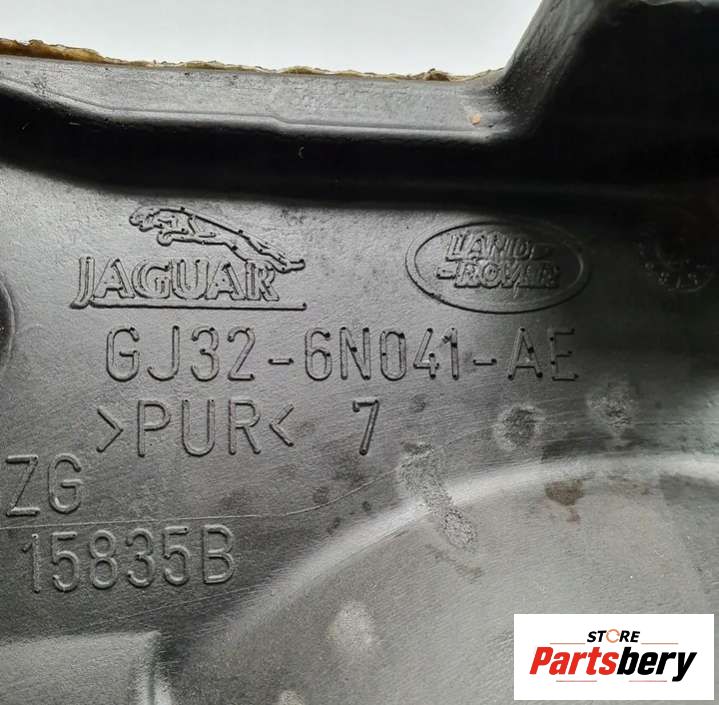 JAGUAR
LAND-
-ROVER
GJ32-6N041-AE
>PUR< 7
ZG
15835B
STORE
Partsbery